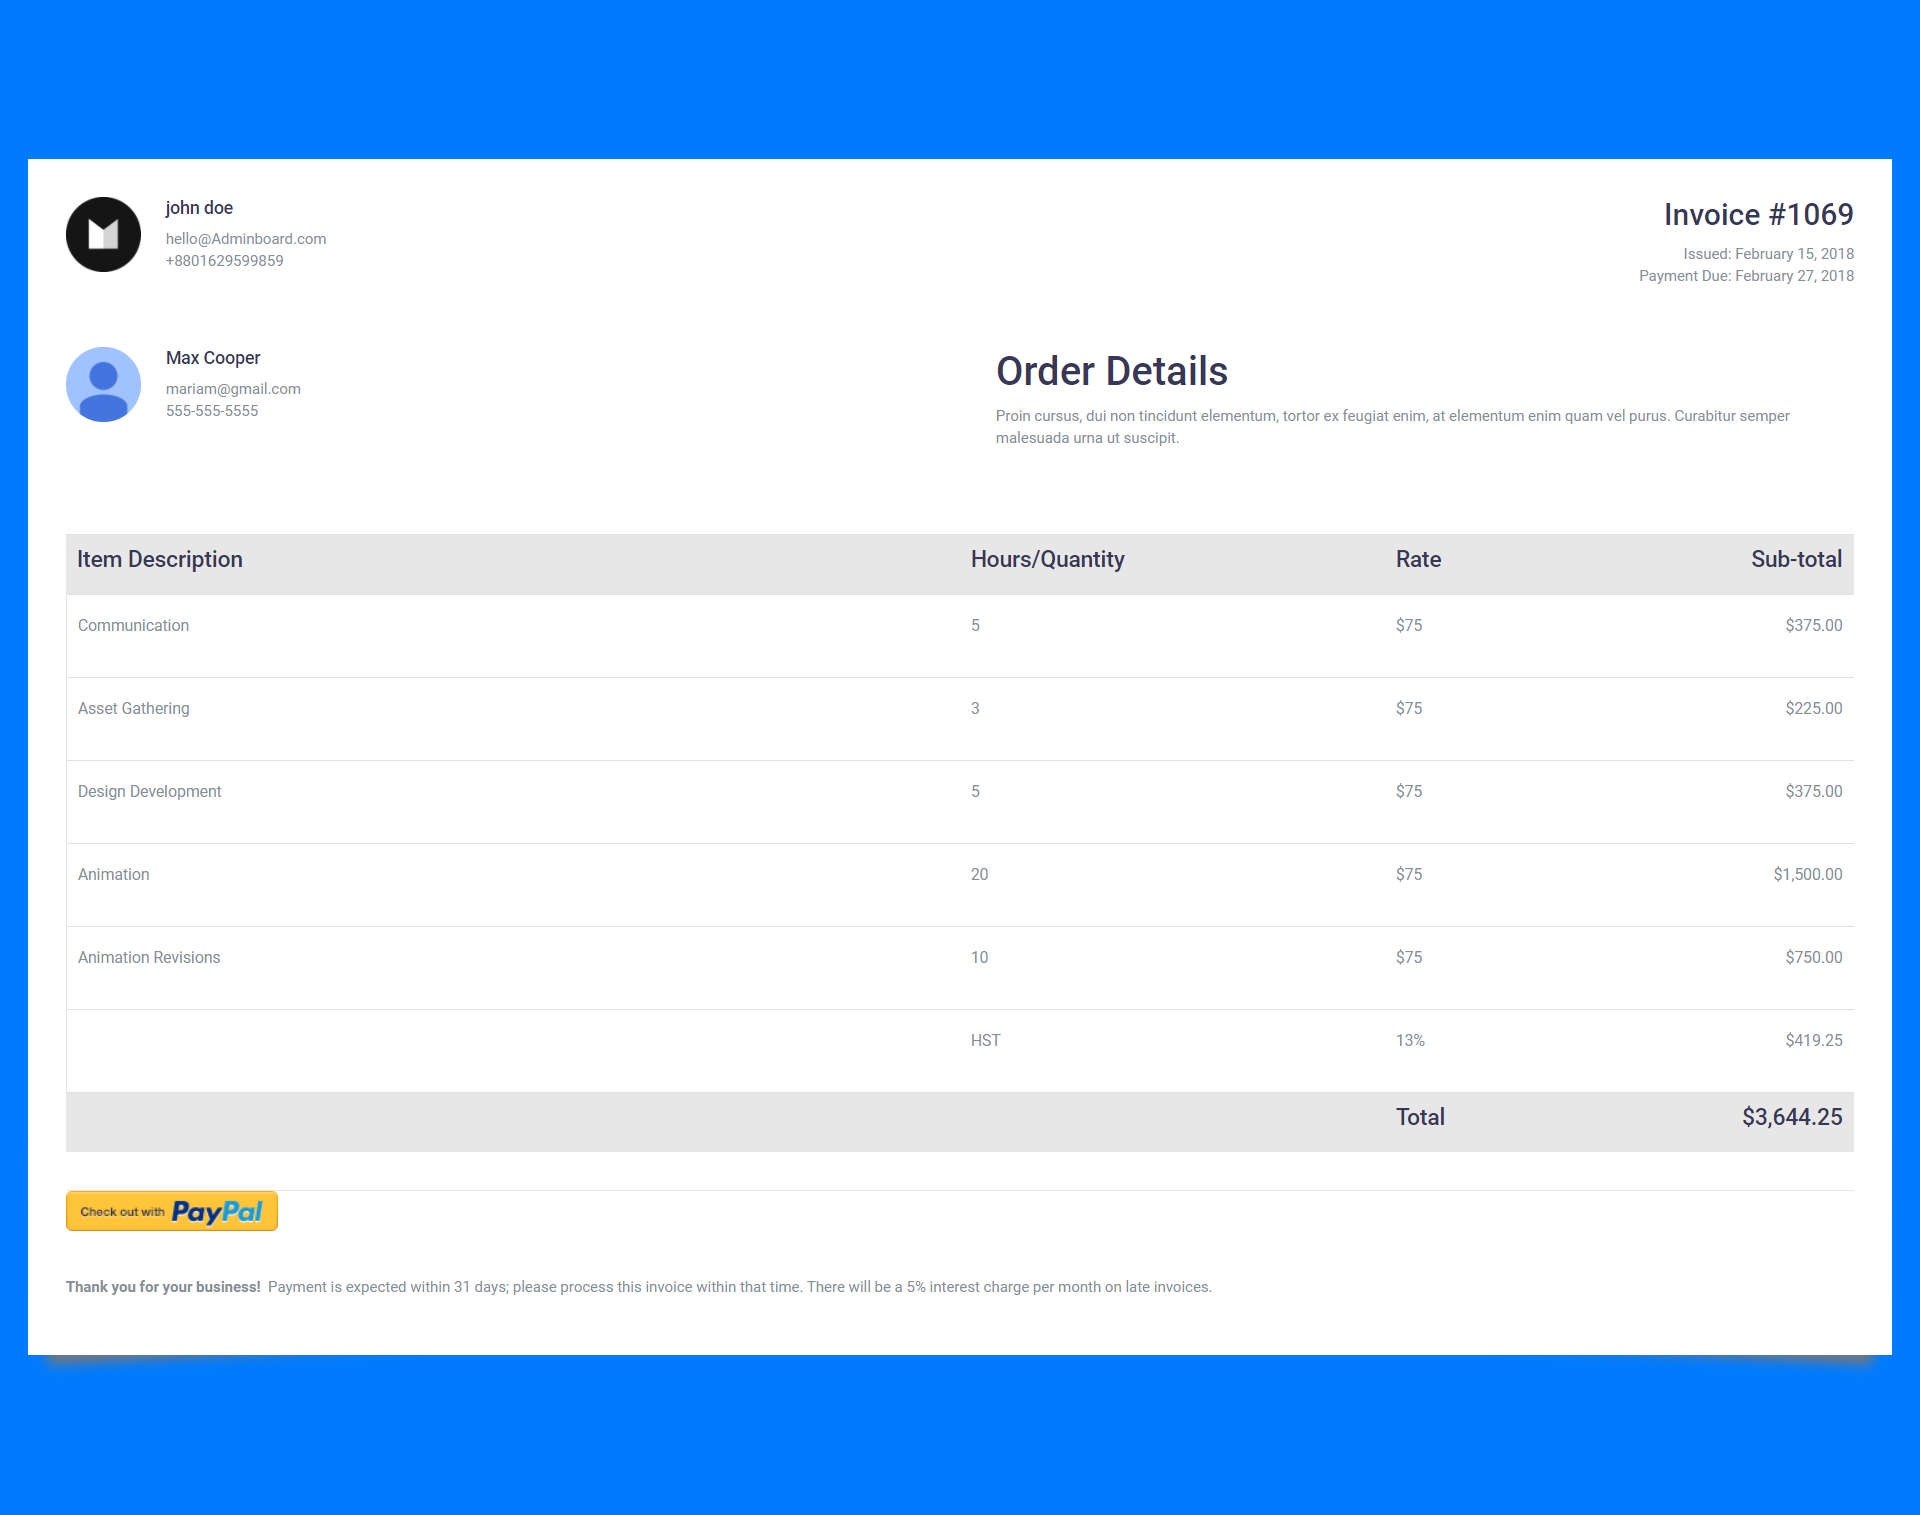 john doe
hello@Adminboard.com
+8801629599859
Invoice #1069
Issued: February 15, 2018
Payment Due: February 27, 2018
Max Cooper
mariam@gmail.com
555-555-5555
Order Details
Proin cursus, dui non tincidunt elementum, tortor ex feugiat enim, at elementum enim quam vel purus. Curabitur semper
malesuada urna ut suscipit.
Item Description Hours/Quantity Rate Sub-total
Communication 5 $75 $375.00
Asset Gathering 3 $75 $225.00
Design Development 5 $75 $375.00
Animation 20 $75 $1,500.00
Animation Revisions 10 $75 $750.00
HST 13% $419.25
Total $3,644.25
Check out with PayPal
Thank you for your business! Payment is expected within 31 days; please process this invoice within that time. There will be a 5% interest charge per month on late invoices.